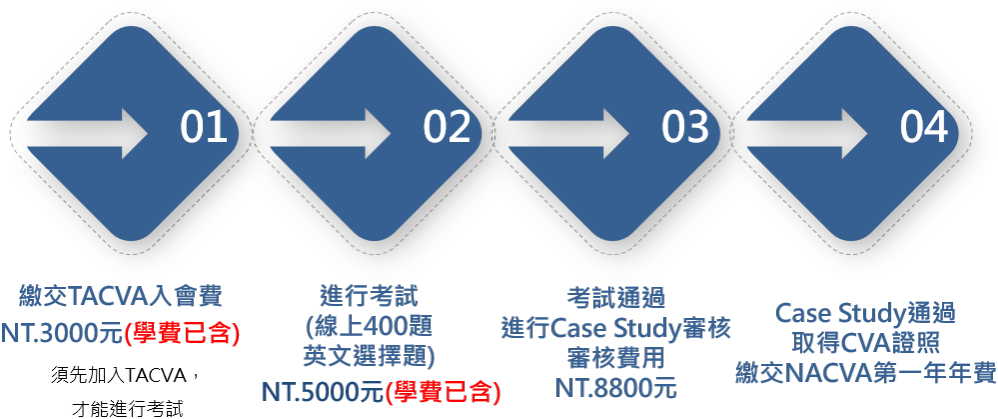 01
繳交TACVA入會費
NT.3000元(學費已含)
須先加入TACVA，
才能進行考試
02
進行考試
(線上400題
英文選擇題)
NT.5000元(學費已含)
03
考試通過
進行Case Study審核
審核費用
NT.8800元
04
Case Study通過
取得CVA證照
繳交NACVA第一年年費